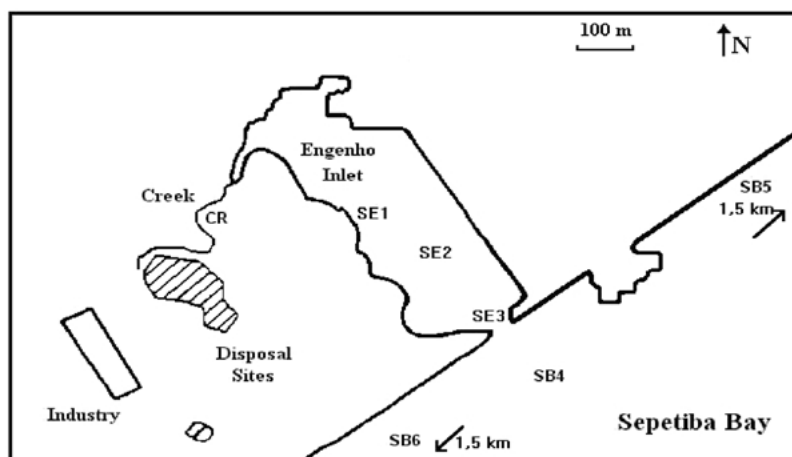 100 m
N
Engenho
Inlet
Creek
CR
SE1
SB5
1,5 km
SE2
SE3
Disposal
Sites
SB4
Industry
Sepetiba Bay
SB6
1,5 km